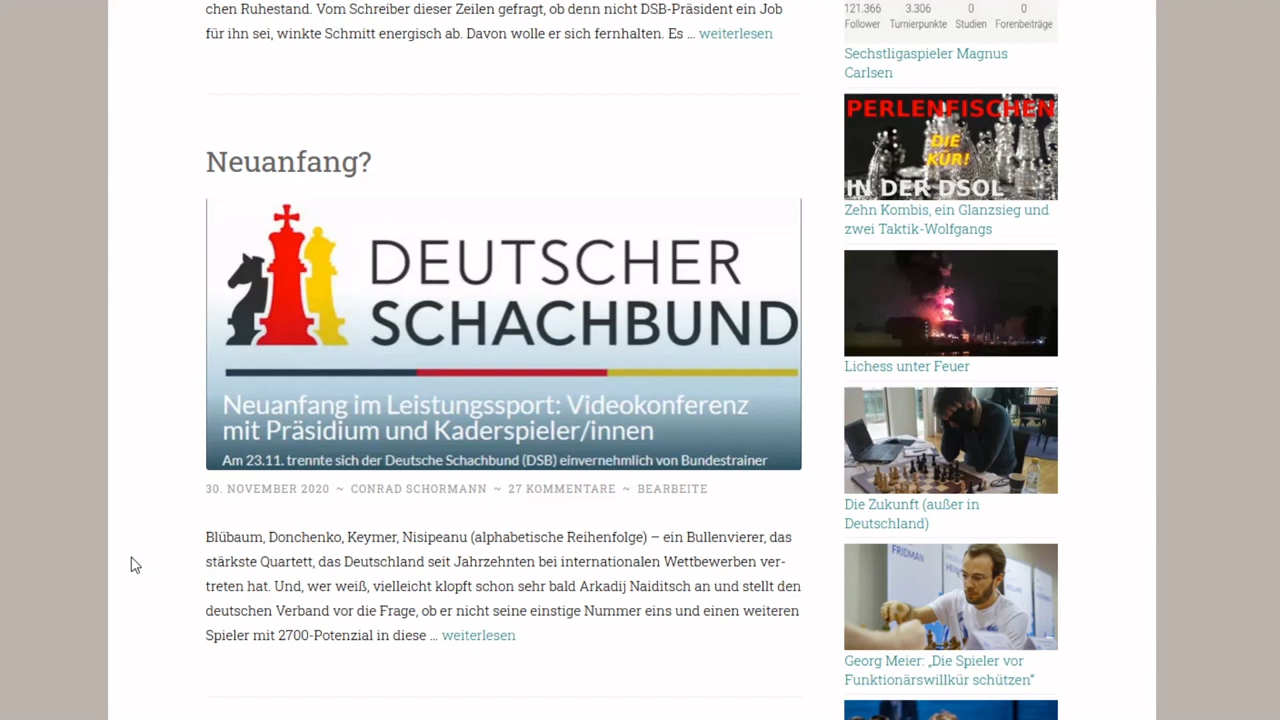 chen Ruhestand. Vom Schreiber dieser Zeilen gefragt, ob denn nicht DSB-Präsident ein Job
für ihn sei, winkte Schmitt energisch ab. Davon wolle er sich fernhalten. Es ... weiterlesen
Neuanfang?
DEUTSCHER
SCHACHBUND
Neuanfang im Leistungssport: Videokonferenz
mit Präsidium und Kaderspieler/innen
Am 23.11. trennte sich der Deutsche Schachbund (DSB) einvernehmlich von Bundestrainer
30. NOVEMBER 2020 ~ CONRAD SCHORMANN ~ 27 KOMMENTARE ~ BEARBEITE
Blübaum, Donchenko, Keymer, Nisipeanu (alphabetische Reihenfolge) – ein Bullenvierer, das
stärkste Quartett, das Deutschland seit Jahrzehnten bei internationalen Wettbewerben ver-
treten hat. Und, wer weiß, vielleicht klopft schon sehr bald Arkadij Naiditsch an und stellt den
deutschen Verband vor die Frage, ob er nicht seine einstige Nummer eins und einen weiteren
Spieler mit 2700-Potenzial in diese ... weiterlesen
121.366 3.306 0 0
Follower Turnierpunkte Studien Forenbeiträge
Sechstligaspieler Magnus
Carlsen
PERLENFISCHEN
DIE
KÜR!
IN DER DSOL
Zehn Kombis, ein Glanzsieg und
zwei Taktik-Wolfgangs
Lichess unter Feuer
Die Zukunft (außer in
Deutschland)
FRIDMAN
Georg Meier: „Die Spieler vor
Funktionärswillkür schützen“